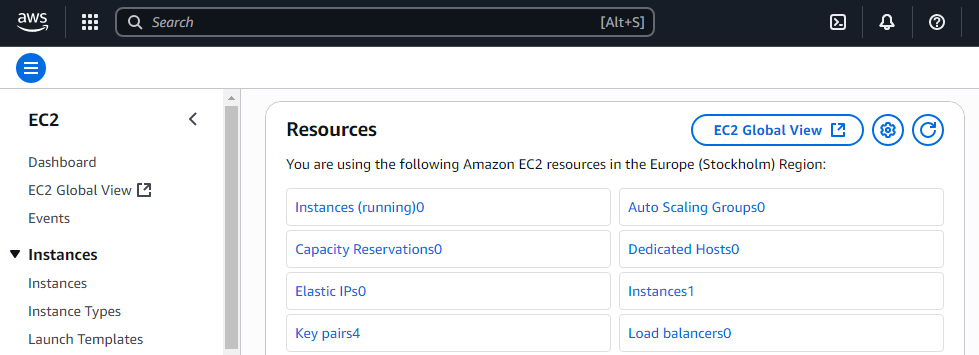 aws
Search [Alt+S]
EC2
Dashboard
EC2 Global View
Events
Instances
Instances
Instance Types
Launch Templates
Resources
EC2 Global View
You are using the following Amazon EC2 resources in the Europe (Stockholm) Region:
Instances (running)0
Auto Scaling Groups0
Capacity Reservations0
Dedicated Hosts0
Elastic IPs0
Instances1
Key pairs4
Load balancers0